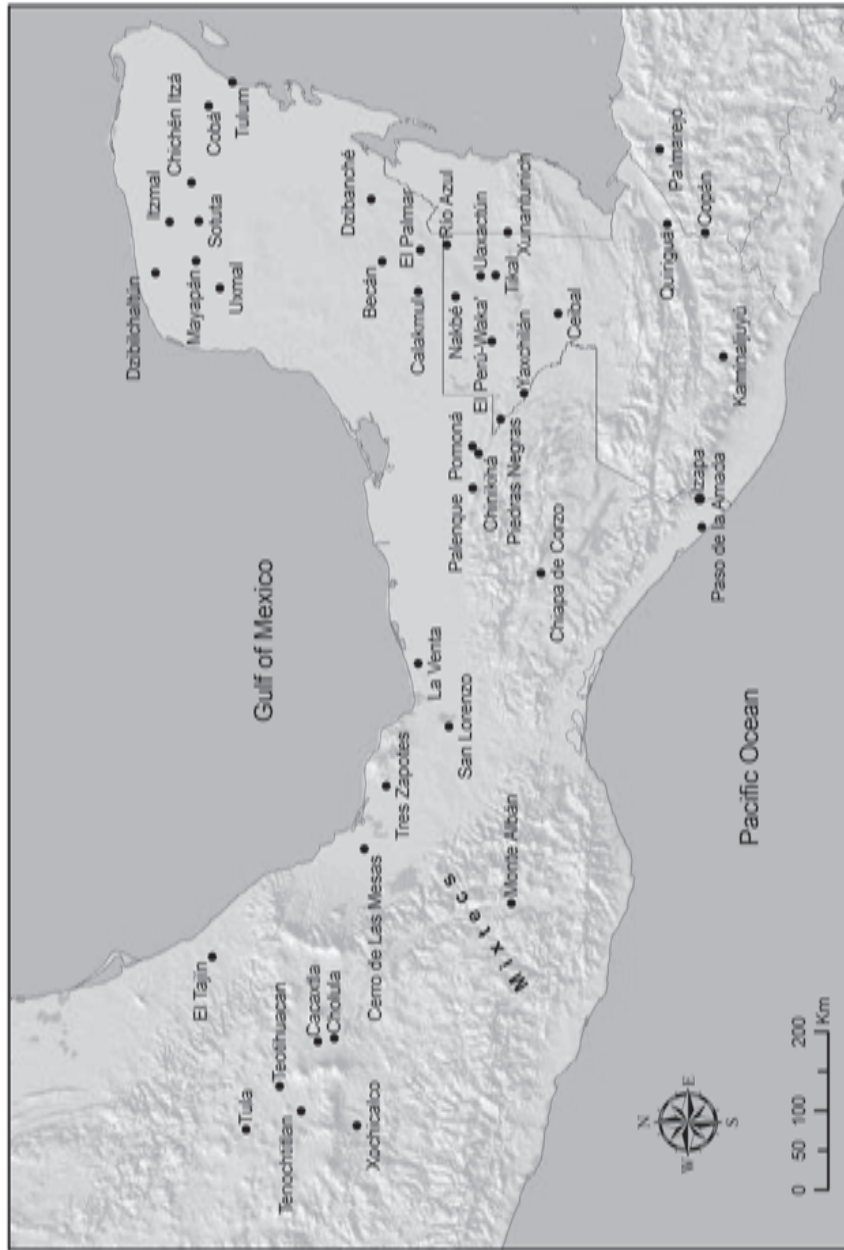 Gulf of Mexico
Pacific Ocean
Mixtecs
Tula
Teotihuacan
Tenochtitlan
Cacaxtla
Cholula
Xochicalco
El Tajín
Cerro de Las Mesas
Tres Zapotes
Monte Albán
San Lorenzo
La Venta
Chiapa de Corzo
Palenque
Pomoná
Chinikihá
Piedras Negras
Yaxchilán
El Perú-Waka'
Nakbé
Calakmul
El Palmar
Becán
Dzibanché
Río Azul
Uaxactún
Tikal
Xunantunich
Ceibal
Dzibilchaltún
Mayapán
Uxmal
Itzmal
Sotuta
Chichén Itzá
Cobá
Tulum
Paso de la Amada
Izapa
Kaminaljuyú
Quiriguá
Copán
Palmarejo
N
W
E
S
0 50 100 200
Km